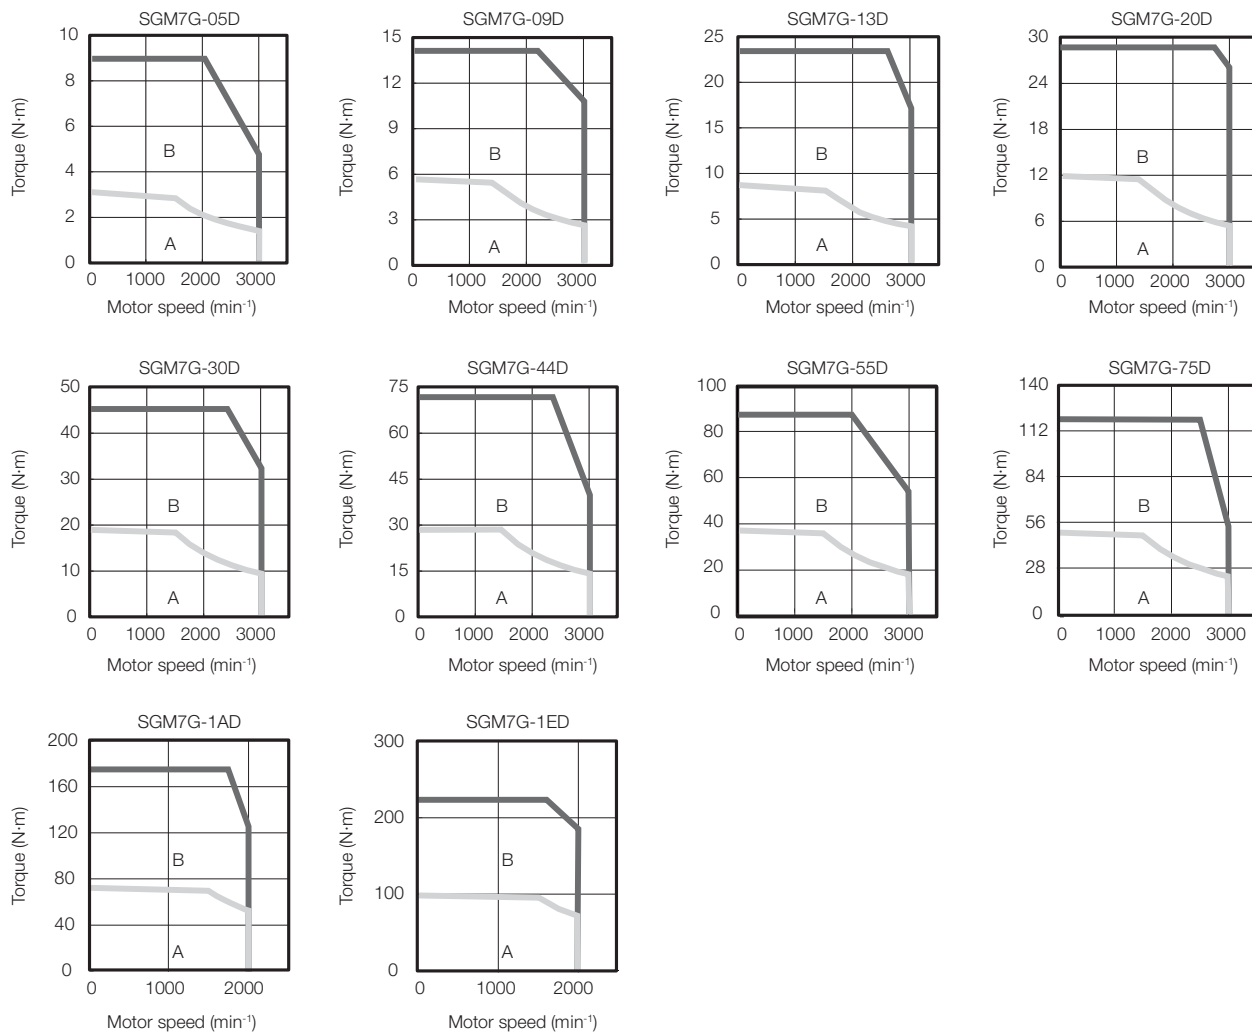 SGM7G-05D
10
8
6
4
2
0
Torque (N·m)
B
A
0 1000 2000 3000
Motor speed (min⁻¹)
SGM7G-09D
15
12
9
6
3
0
Torque (N·m)
B
A
0 1000 2000 3000
Motor speed (min⁻¹)
SGM7G-13D
25
20
15
10
5
0
Torque (N·m)
B
A
0 1000 2000 3000
Motor speed (min⁻¹)
SGM7G-20D
30
24
18
12
6
0
Torque (N·m)
B
A
0 1000 2000 3000
Motor speed (min⁻¹)
SGM7G-30D
50
40
30
20
10
0
Torque (N·m)
B
A
0 1000 2000 3000
Motor speed (min⁻¹)
SGM7G-44D
75
60
45
30
15
0
Torque (N·m)
B
A
0 1000 2000 3000
Motor speed (min⁻¹)
SGM7G-55D
100
80
60
40
20
0
Torque (N·m)
B
A
0 1000 2000 3000
Motor speed (min⁻¹)
SGM7G-75D
140
112
84
56
28
0
Torque (N·m)
B
A
0 1000 2000 3000
Motor speed (min⁻¹)
SGM7G-1AD
200
160
120
80
40
0
Torque (N·m)
B
A
0 1000 2000
Motor speed (min⁻¹)
SGM7G-1ED
300
200
100
0
Torque (N·m)
B
A
0 1000 2000
Motor speed (min⁻¹)